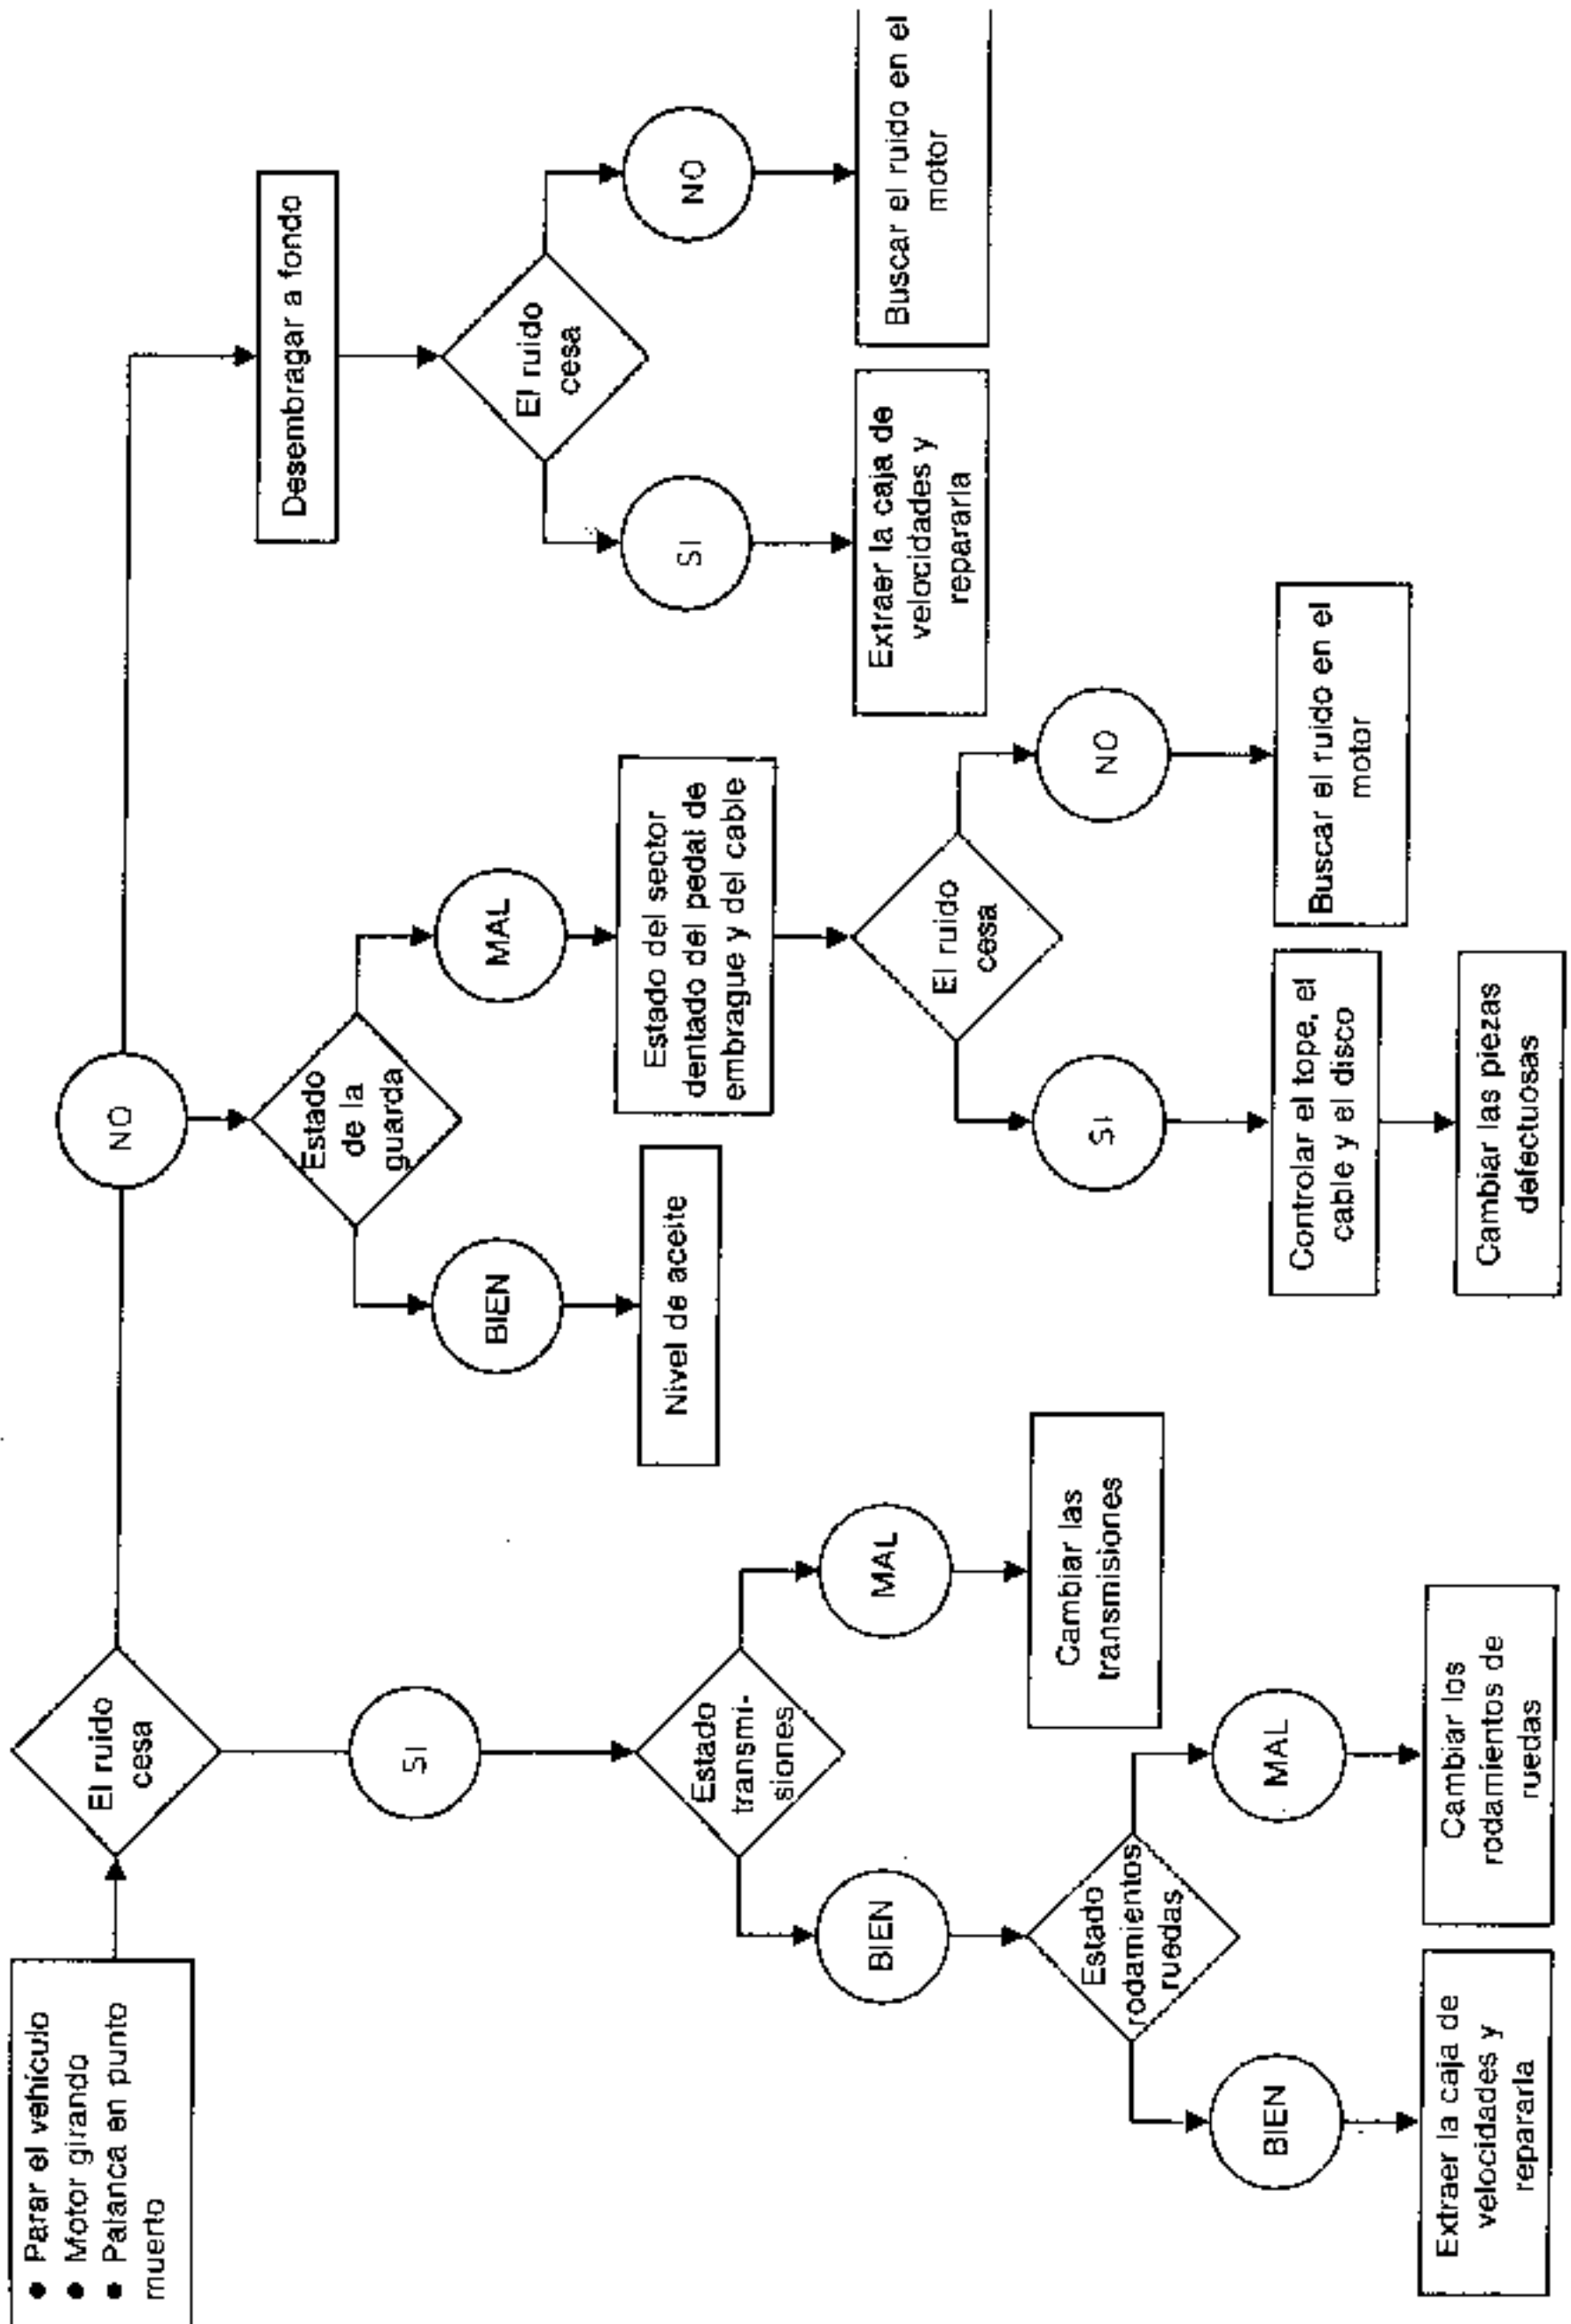 ● Parar el vehículo
● Motor girando
● Palanca en punto
muerto
El ruido
cesa
NO
SI
Desembragar a fondo
El ruido
cesa
SI
NO
Extraer la caja de
velocidades y
repararla
Buscar el ruido en el
motor
Estado
de la
guarda
BIEN
MAL
Nivel de aceite
Estado del sector
dentado del pedal de
embrague y del cable
El ruido
cesa
SI
NO
Controlar el tope, el
cable y el disco
Cambiar las piezas
defectuosas
Buscar el ruido en el
motor
Estado
transmi-
siones
BIEN
MAL
Cambiar las
transmisiones
Estado
rodamientos
ruedas
BIEN
MAL
Extraer la caja de
velocidades y
repararla
Cambiar los
rodamientos de
ruedas